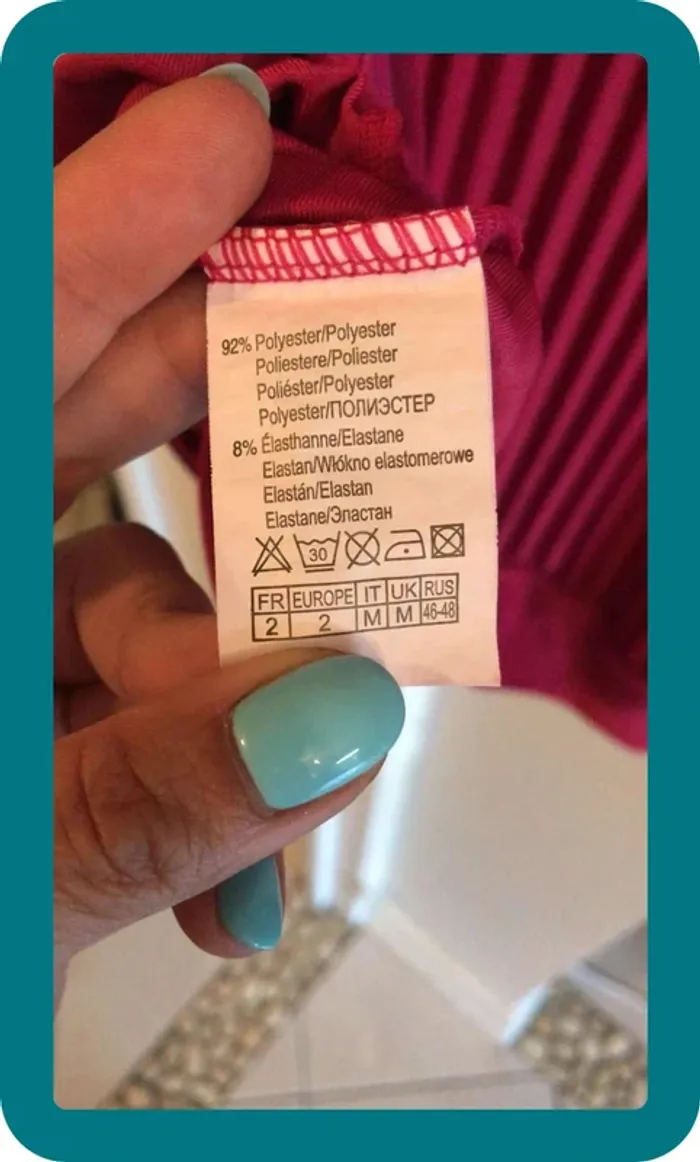 92% Polyester/Polyester
Poliestere/Poliester
Poliéster/Polyester
Polyester/ПОЛИЭСТЕР
8% Élasthanne/Elastane
Elastan/Włókno elastomerowe
Elastán/Elastan
Elastane/Эластан
30
FR EUROPE IT UK RUS
2 2 M M 46-48